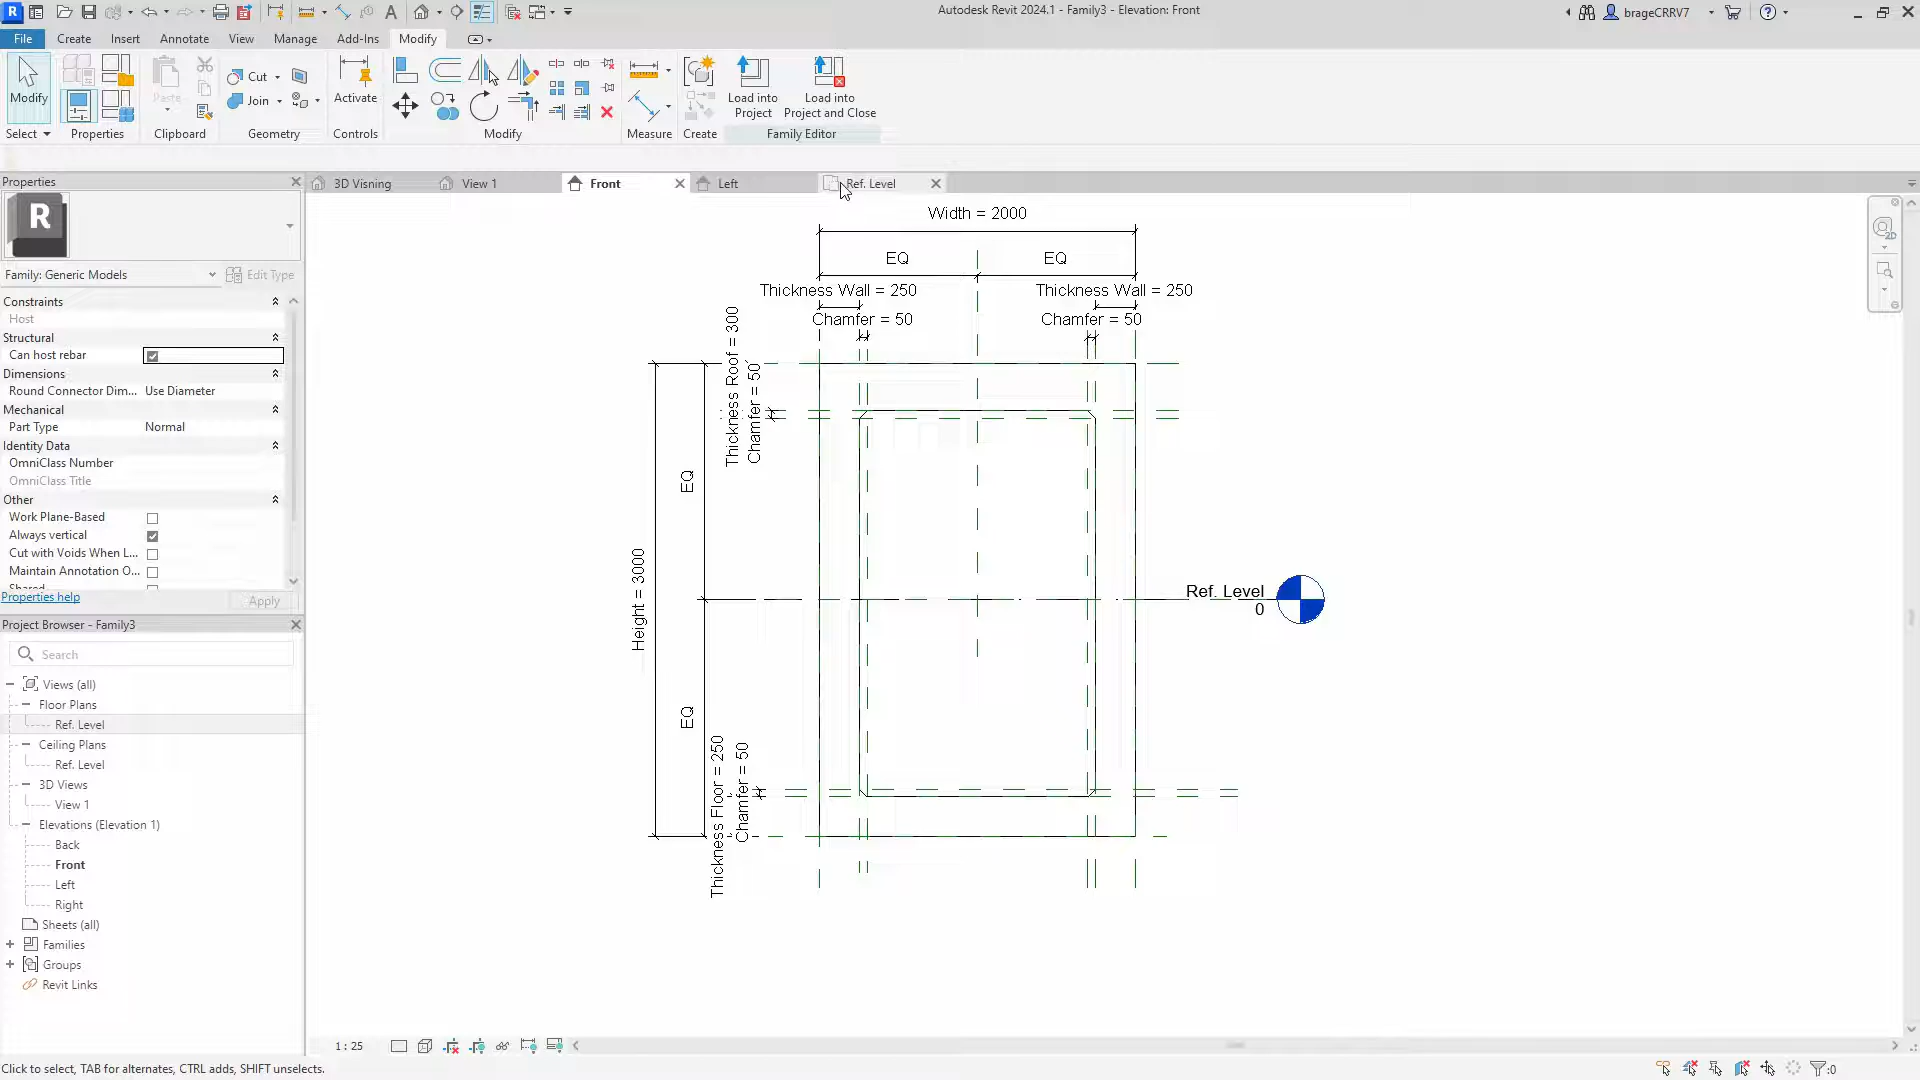 Autodesk Revit 2024.1 - Family3 - Elevation: Front
brageCRRV7
File
Create
Insert
Annotate
View
Manage
Add-Ins
Modify
Modify
Paste
Cut
Join
Activate
Load into
Project
Load into
Project and Close
Select
Properties
Clipboard
Geometry
Controls
Modify
Measure
Create
Family Editor
Properties
3D Visning
View 1
Front
Left
Ref. Level
R
Family: Generic Models
Edit Type
Constraints
Host
Structural
Can host rebar
Dimensions
Round Connector Dim... Use Diameter
Mechanical
Part Type Normal
Identity Data
OmniClass Number
OmniClass Title
Other
Work Plane-Based
Always vertical
Cut with Voids When L...
Maintain Annotation O...
Shared
Properties help
Apply
Project Browser - Family3
Search
Views (all)
Floor Plans
Ref. Level
Ceiling Plans
Ref. Level
3D Views
View 1
Elevations (Elevation 1)
Back
Front
Left
Right
Sheets (all)
Families
Groups
Revit Links
Width = 2000
EQ
EQ
Thickness Wall = 250
Thickness Wall = 250
Chamfer = 50
Chamfer = 50
Thickness Roof = 300
Chamfer = 50
EQ
Height = 3000
Ref. Level
0
EQ
Thickness Floor = 250
Chamfer = 50
1 : 25
Click to select, TAB for alternates, CTRL adds, SHIFT unselects.
:0